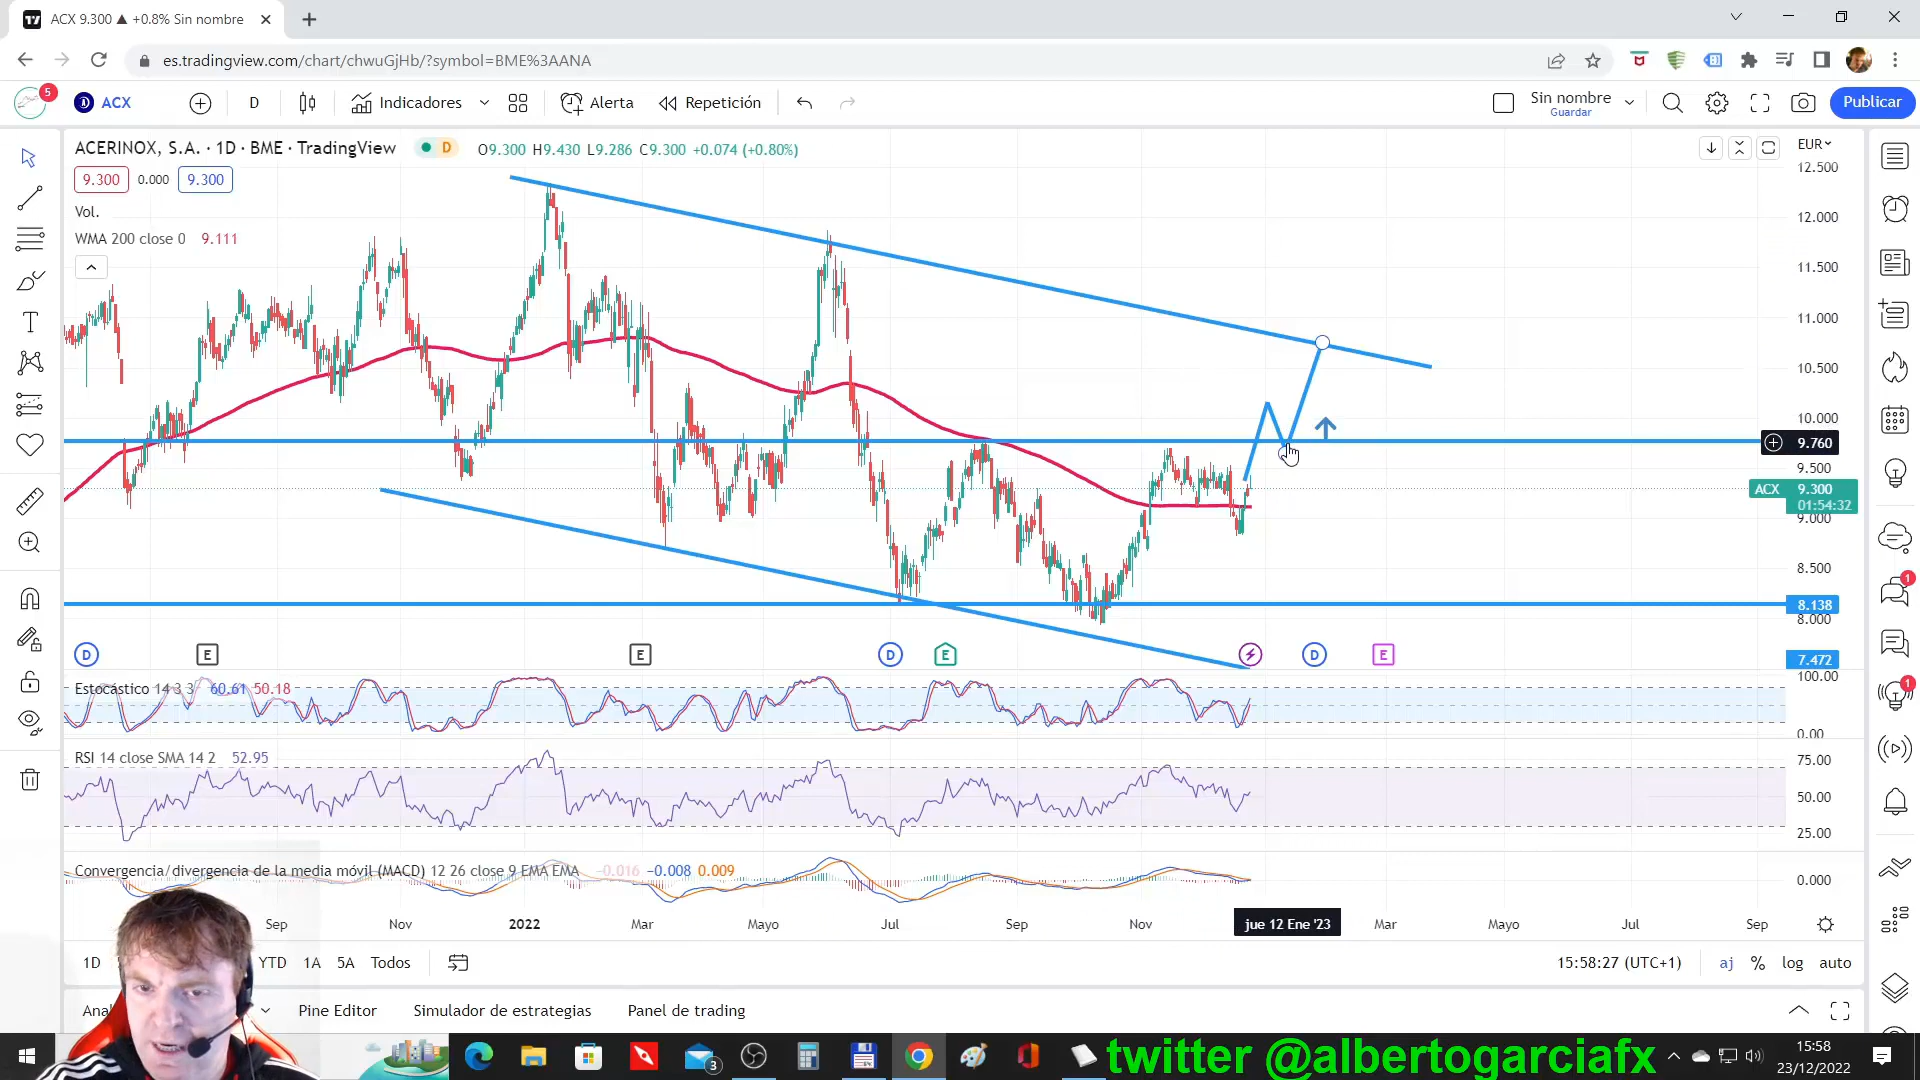 ACX 9.300 ▲ +0.8% Sin nombre
es.tradingview.com/chart/chwuGjHb/?symbol=BME%3AANA
5
ACX
D
Indicadores
Alerta
Repetición
Sin nombre
Guardar
Publicar
ACERINOX, S.A. · 1D · BME · TradingView
D
O9.300 H9.430 L9.286 C9.300 +0.074 (+0.80%)
EUR
9.300
0.000
9.300
Vol.
WMA 200 close 0 9.111
12.500
12.000
11.500
11.000
10.500
10.000
9.760
9.500
ACX 9.300
01:54:32
9.000
8.500
8.138
8.000
7.472
D
E
E
D
E
D
E
Estocástico 14 3 3 60.61 50.18
100.00
0.00
RSI 14 close SMA 14 2 52.95
75.00
50.00
25.00
Convergencia/divergencia de la media móvil (MACD) 12 26 close 9 EMA EMA −0.016 −0.008 0.009
0.000
Sep
Nov
2022
Mar
Mayo
Jul
Sep
Nov
jue 12 Ene '23
Mar
Mayo
Jul
Sep
1D
YTD
1A
5A
Todos
15:58:27 (UTC+1)
aj
%
log
auto
Pine Editor
Simulador de estrategias
Panel de trading
1
1
3
twitter @albertogarciafx
15:58
23/12/2022